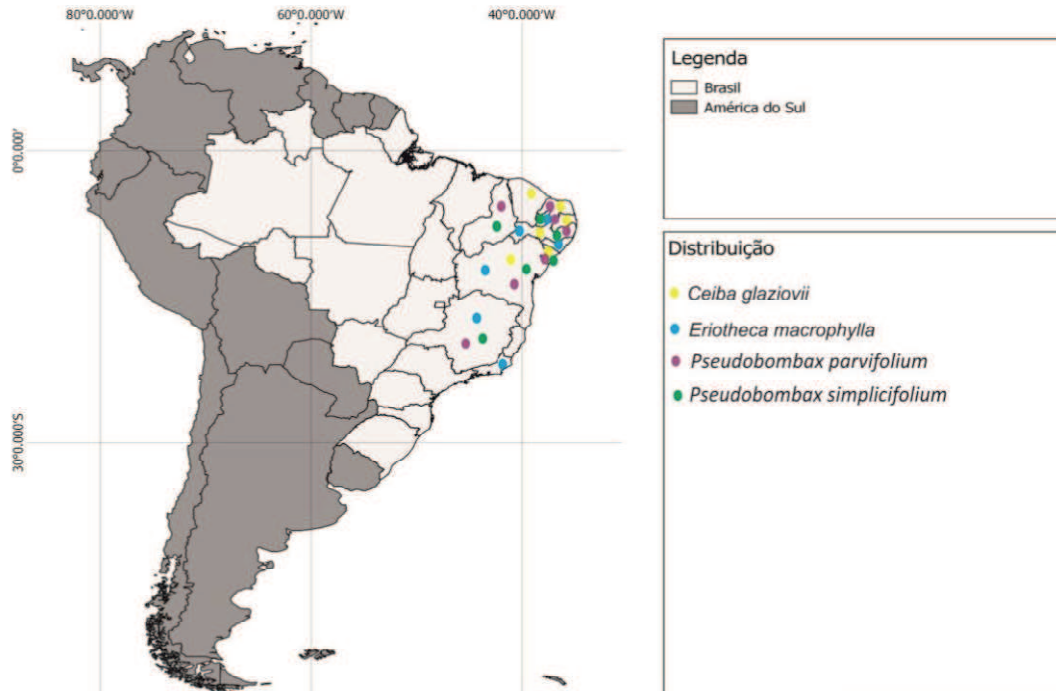 80°0.000'W 60°0.000'W 40°0.000'W
0°0.000'
30°0.000'S
Legenda
Brasil
América do Sul
Distribuição
Ceiba glaziovii
Eriotheca macrophylla
Pseudobombax parvifolium
Pseudobombax simplicifolium